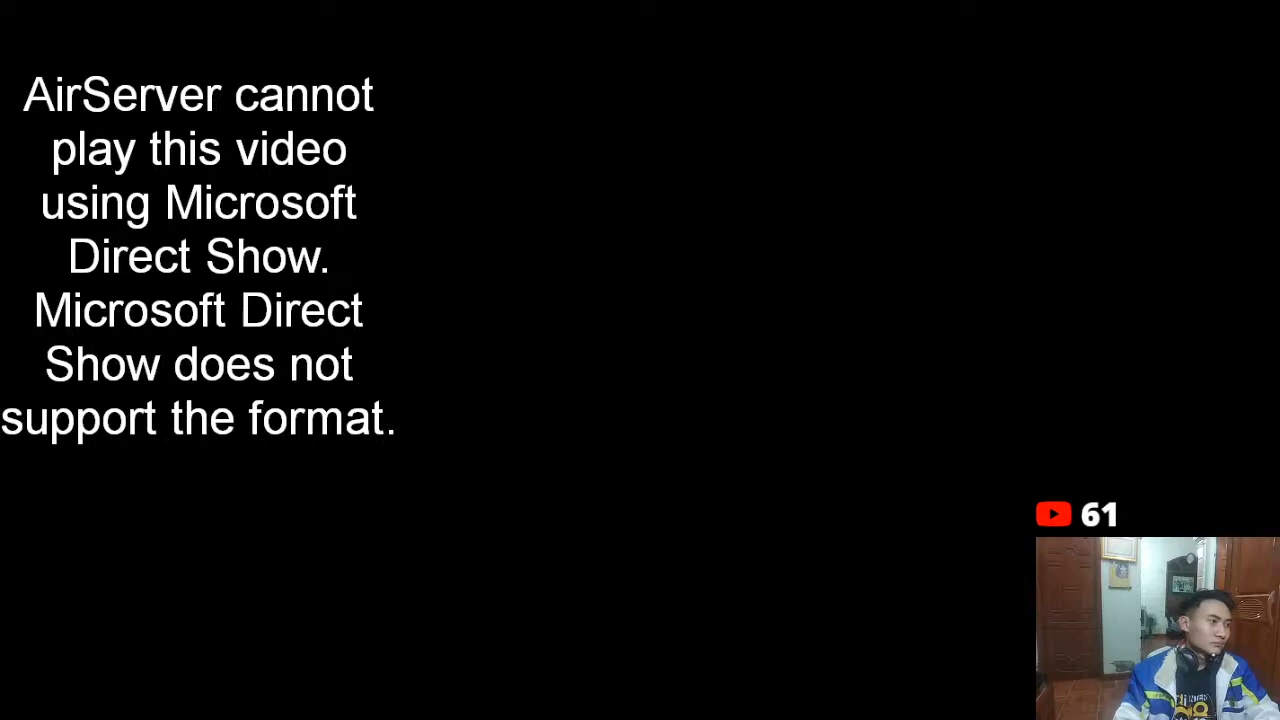 AirServer cannot
play this video
using Microsoft
Direct Show.
Microsoft Direct
Show does not
support the format.
61